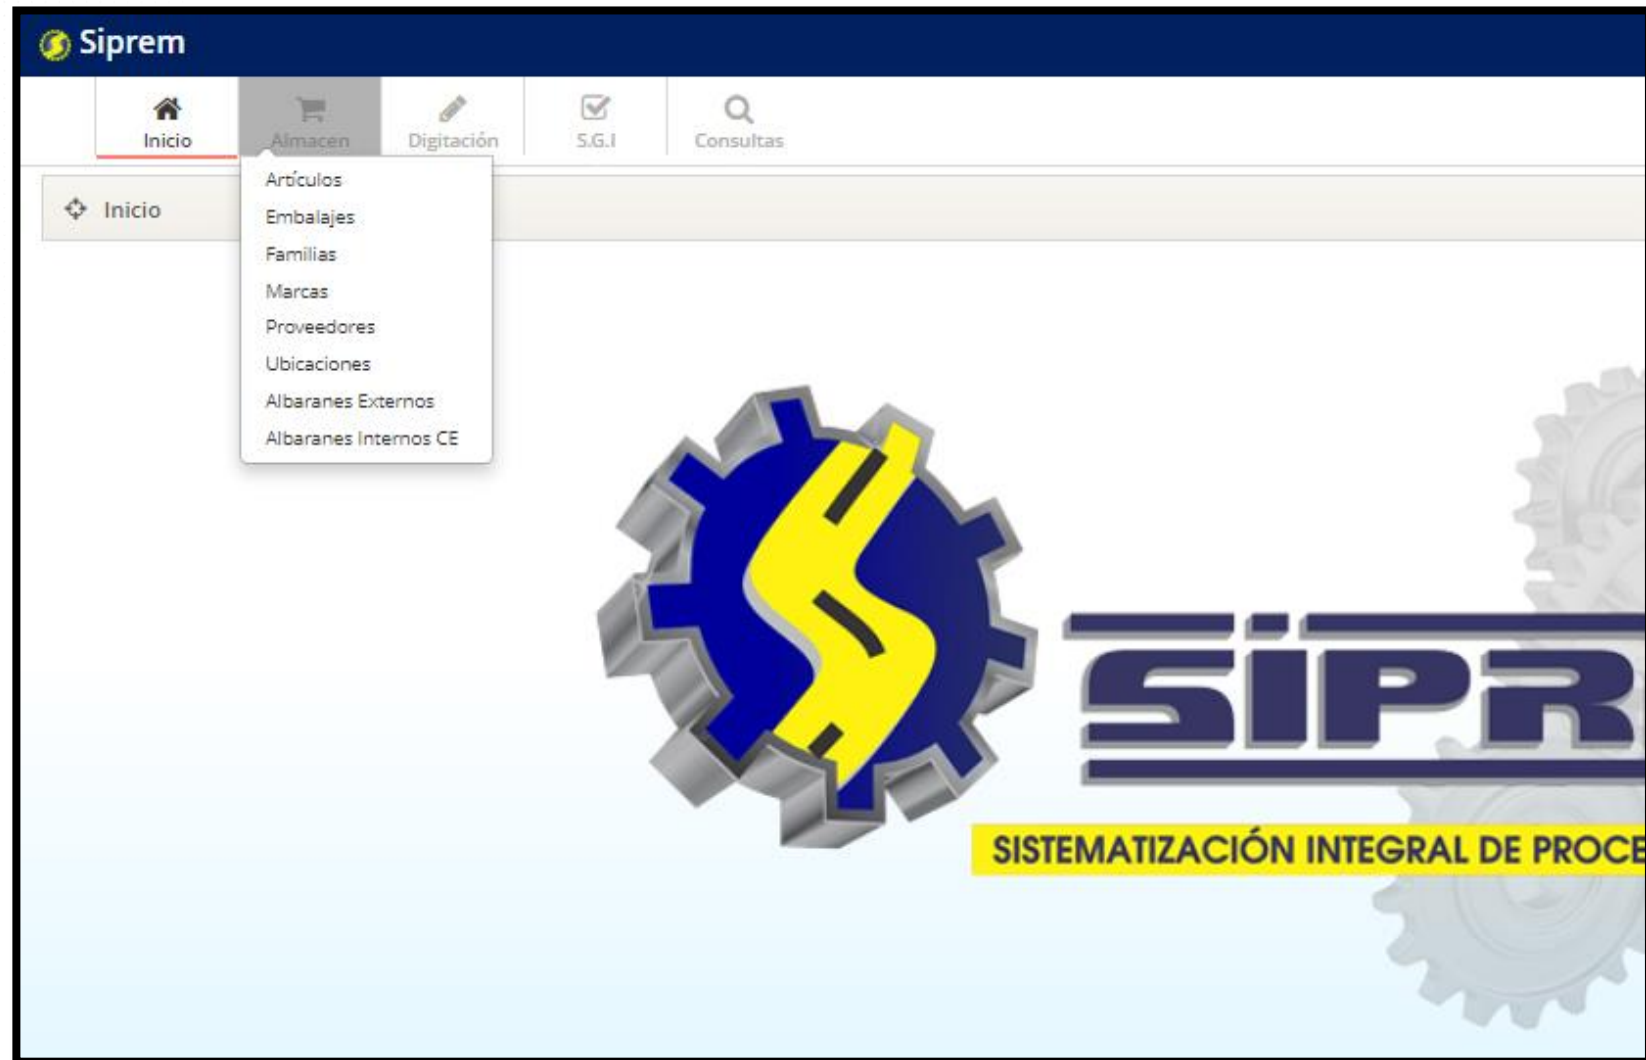 Siprem
Inicio
Almacen
Digitación
S.G.I
Consultas
Inicio
Artículos
Embalajes
Familias
Marcas
Proveedores
Ubicaciones
Albaranes Externos
Albaranes Internos CE
SIPR
SISTEMATIZACIÓN INTEGRAL DE PROCE